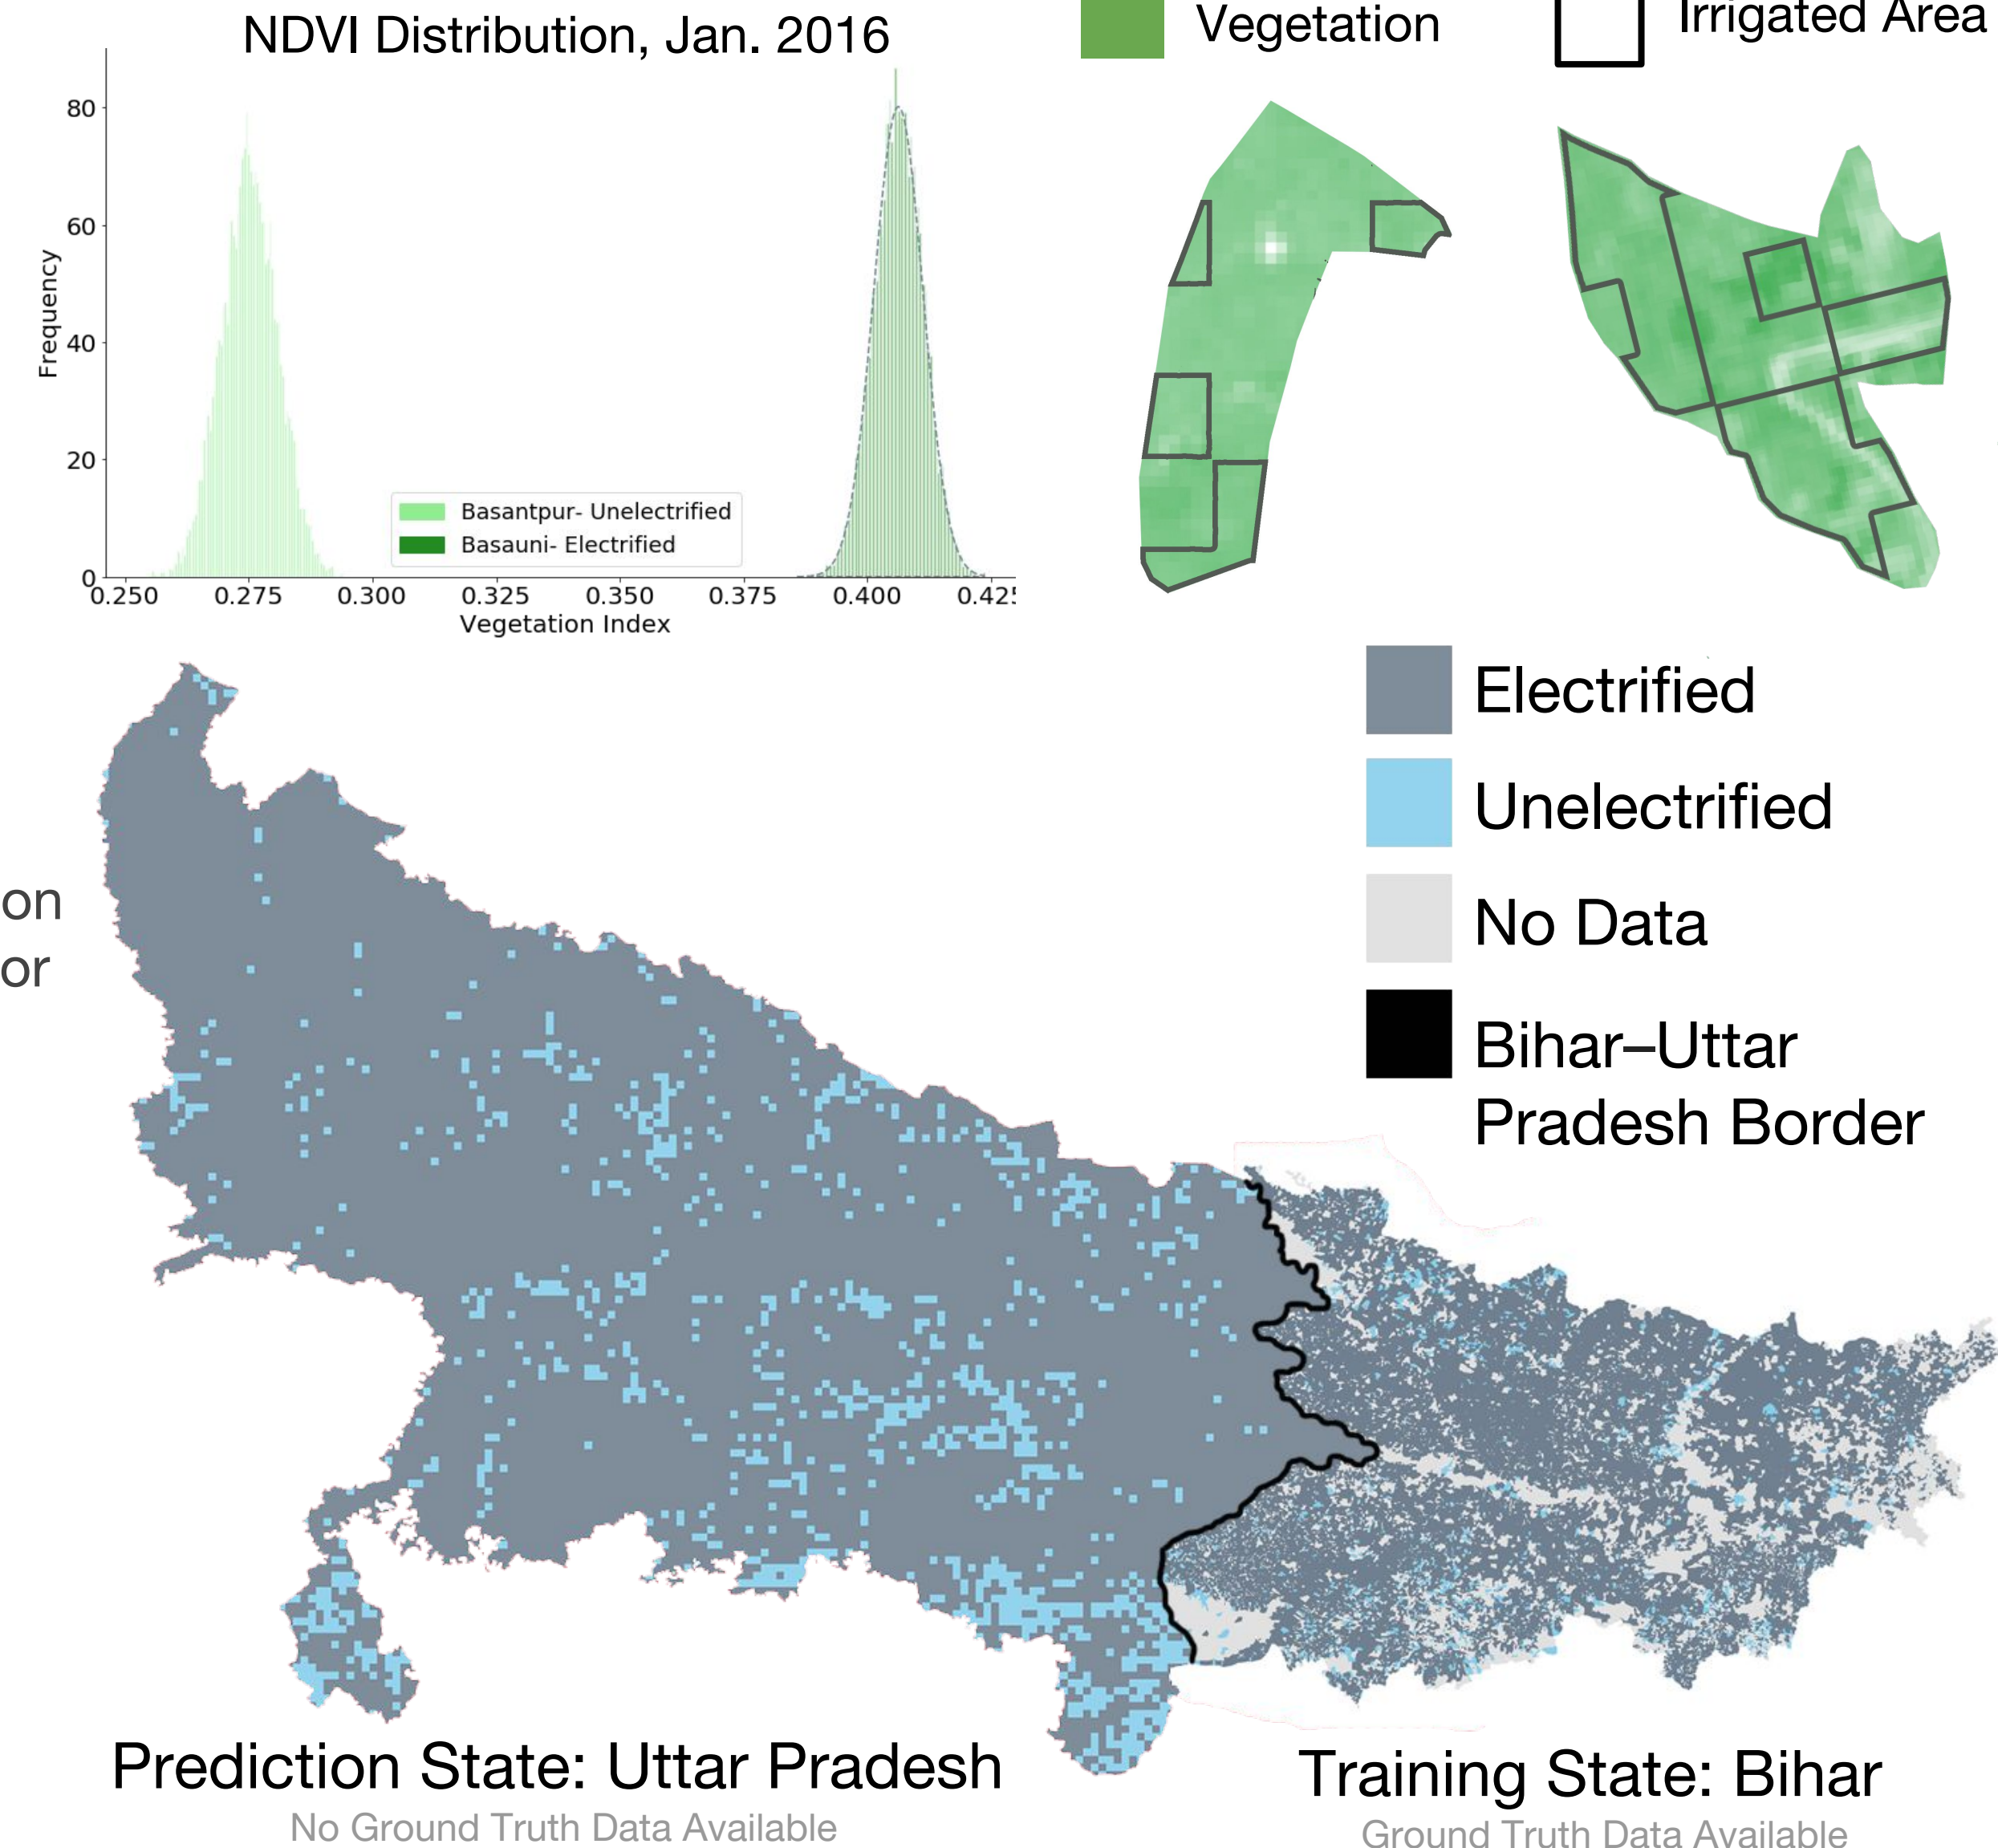 NDVI Distribution, Jan. 2016
Vegetation
Irrigated Area
80
60
40
20
0
Frequency
Basantpur- Unelectrified
Basauni- Electrified
0.250 0.275 0.300 0.325 0.350 0.375 0.400 0.425
Vegetation Index
Electrified
Unelectrified
No Data
Bihar–Uttar
Pradesh Border
on
or
Prediction State: Uttar Pradesh
No Ground Truth Data Available
Training State: Bihar
Ground Truth Data Available